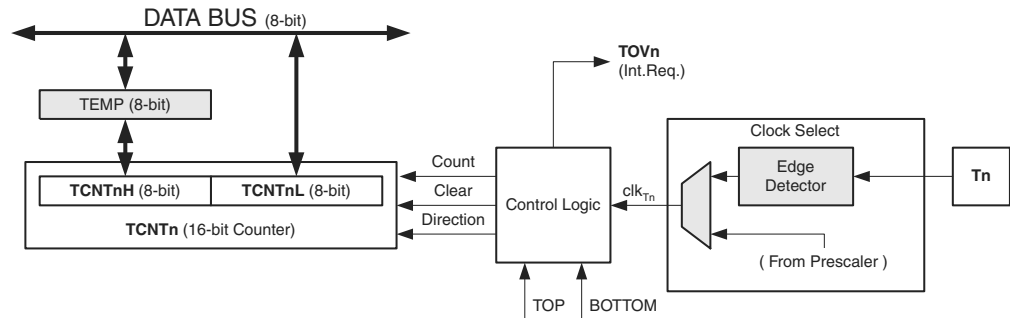 DATA BUS (8-bit)
TOVn
(Int.Req.)
TEMP (8-bit)
Clock Select
Count
Edge
Detector
Tn
TCNTnH (8-bit) TCNTnL (8-bit)
Clear
Control Logic
clkTn
TCNTn (16-bit Counter)
Direction
( From Prescaler )
TOP BOTTOM